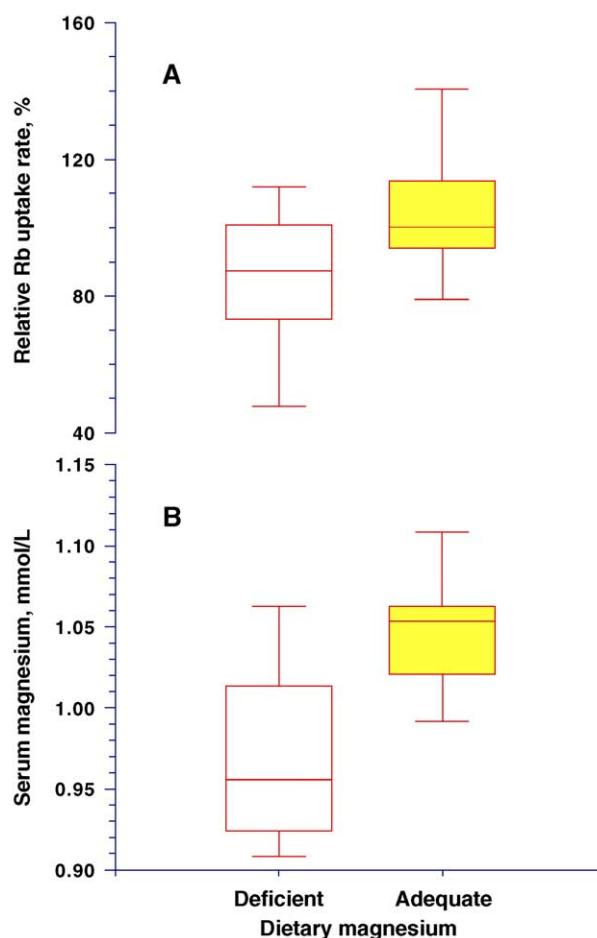 160
A
120
80
40
Relative Rb uptake rate, %
1.15
B
1.10
1.05
1.00
0.95
0.90
Serum magnesium, mmol/L
Deficient Adequate
Dietary magnesium